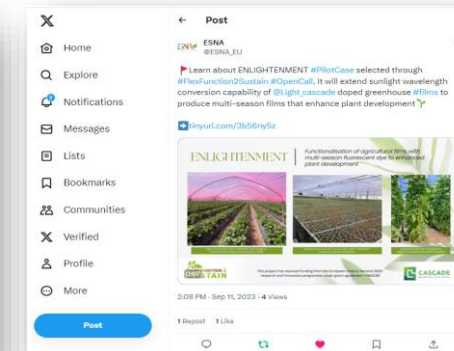 Home
Explore
Notifications
Messages
Lists
Bookmarks
Communities
Verified
Profile
More
Post
← Post
ESNA
@ESNA_EU
🚩Learn about ENLIGHTENMENT #PilotCase selected through
#FlexFunction2Sustain #OpenCall. It will extend sunlight wavelength
conversion capability of @Light_cascade doped greenhouse #films to
produce multi-season films that enhance plant development🌱
➡️tinyurl.com/3b56ny5z
ENLIGHTENMENT
Functionalisation of agricultural films with
multi-season fluorescent dye to enhanced
plant development
CASCADE
2:08 PM · Sep 11, 2023 · 4 Views
1 Repost 1 Like